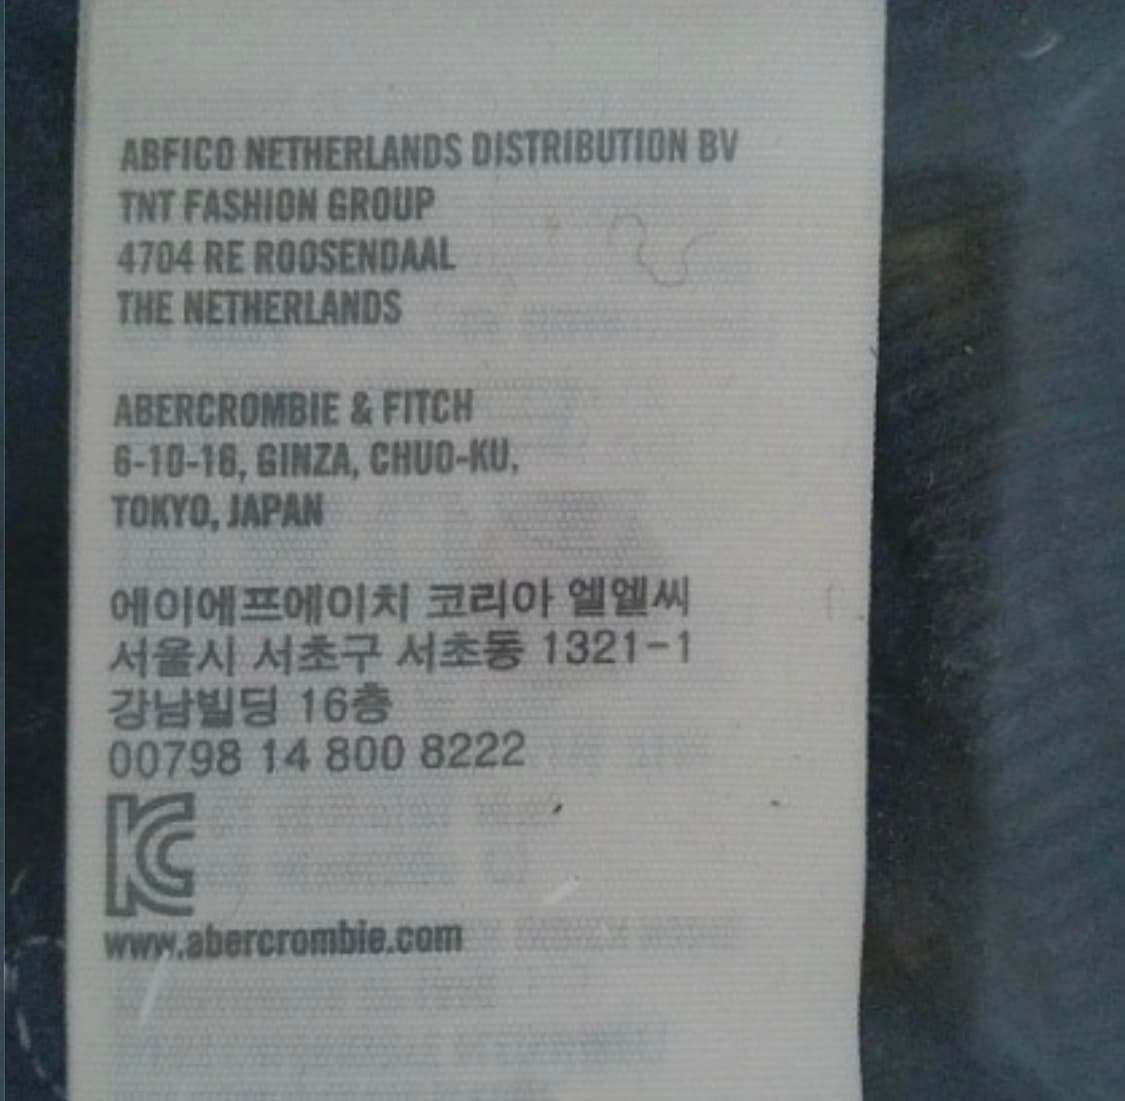 ABFICO NETHERLANDS DISTRIBUTION BV
TNT FASHION GROUP
4704 RE ROOSENDAAL
THE NETHERLANDS
ABERCROMBIE & FITCH
6-10-16, GINZA, CHUO-KU,
TOKYO, JAPAN
에이에프에이치 코리아 엘엘씨
서울시 서초구 서초동 1321-1
강남빌딩 16층
00798 14 800 8222
KC
www.abercrombie.com